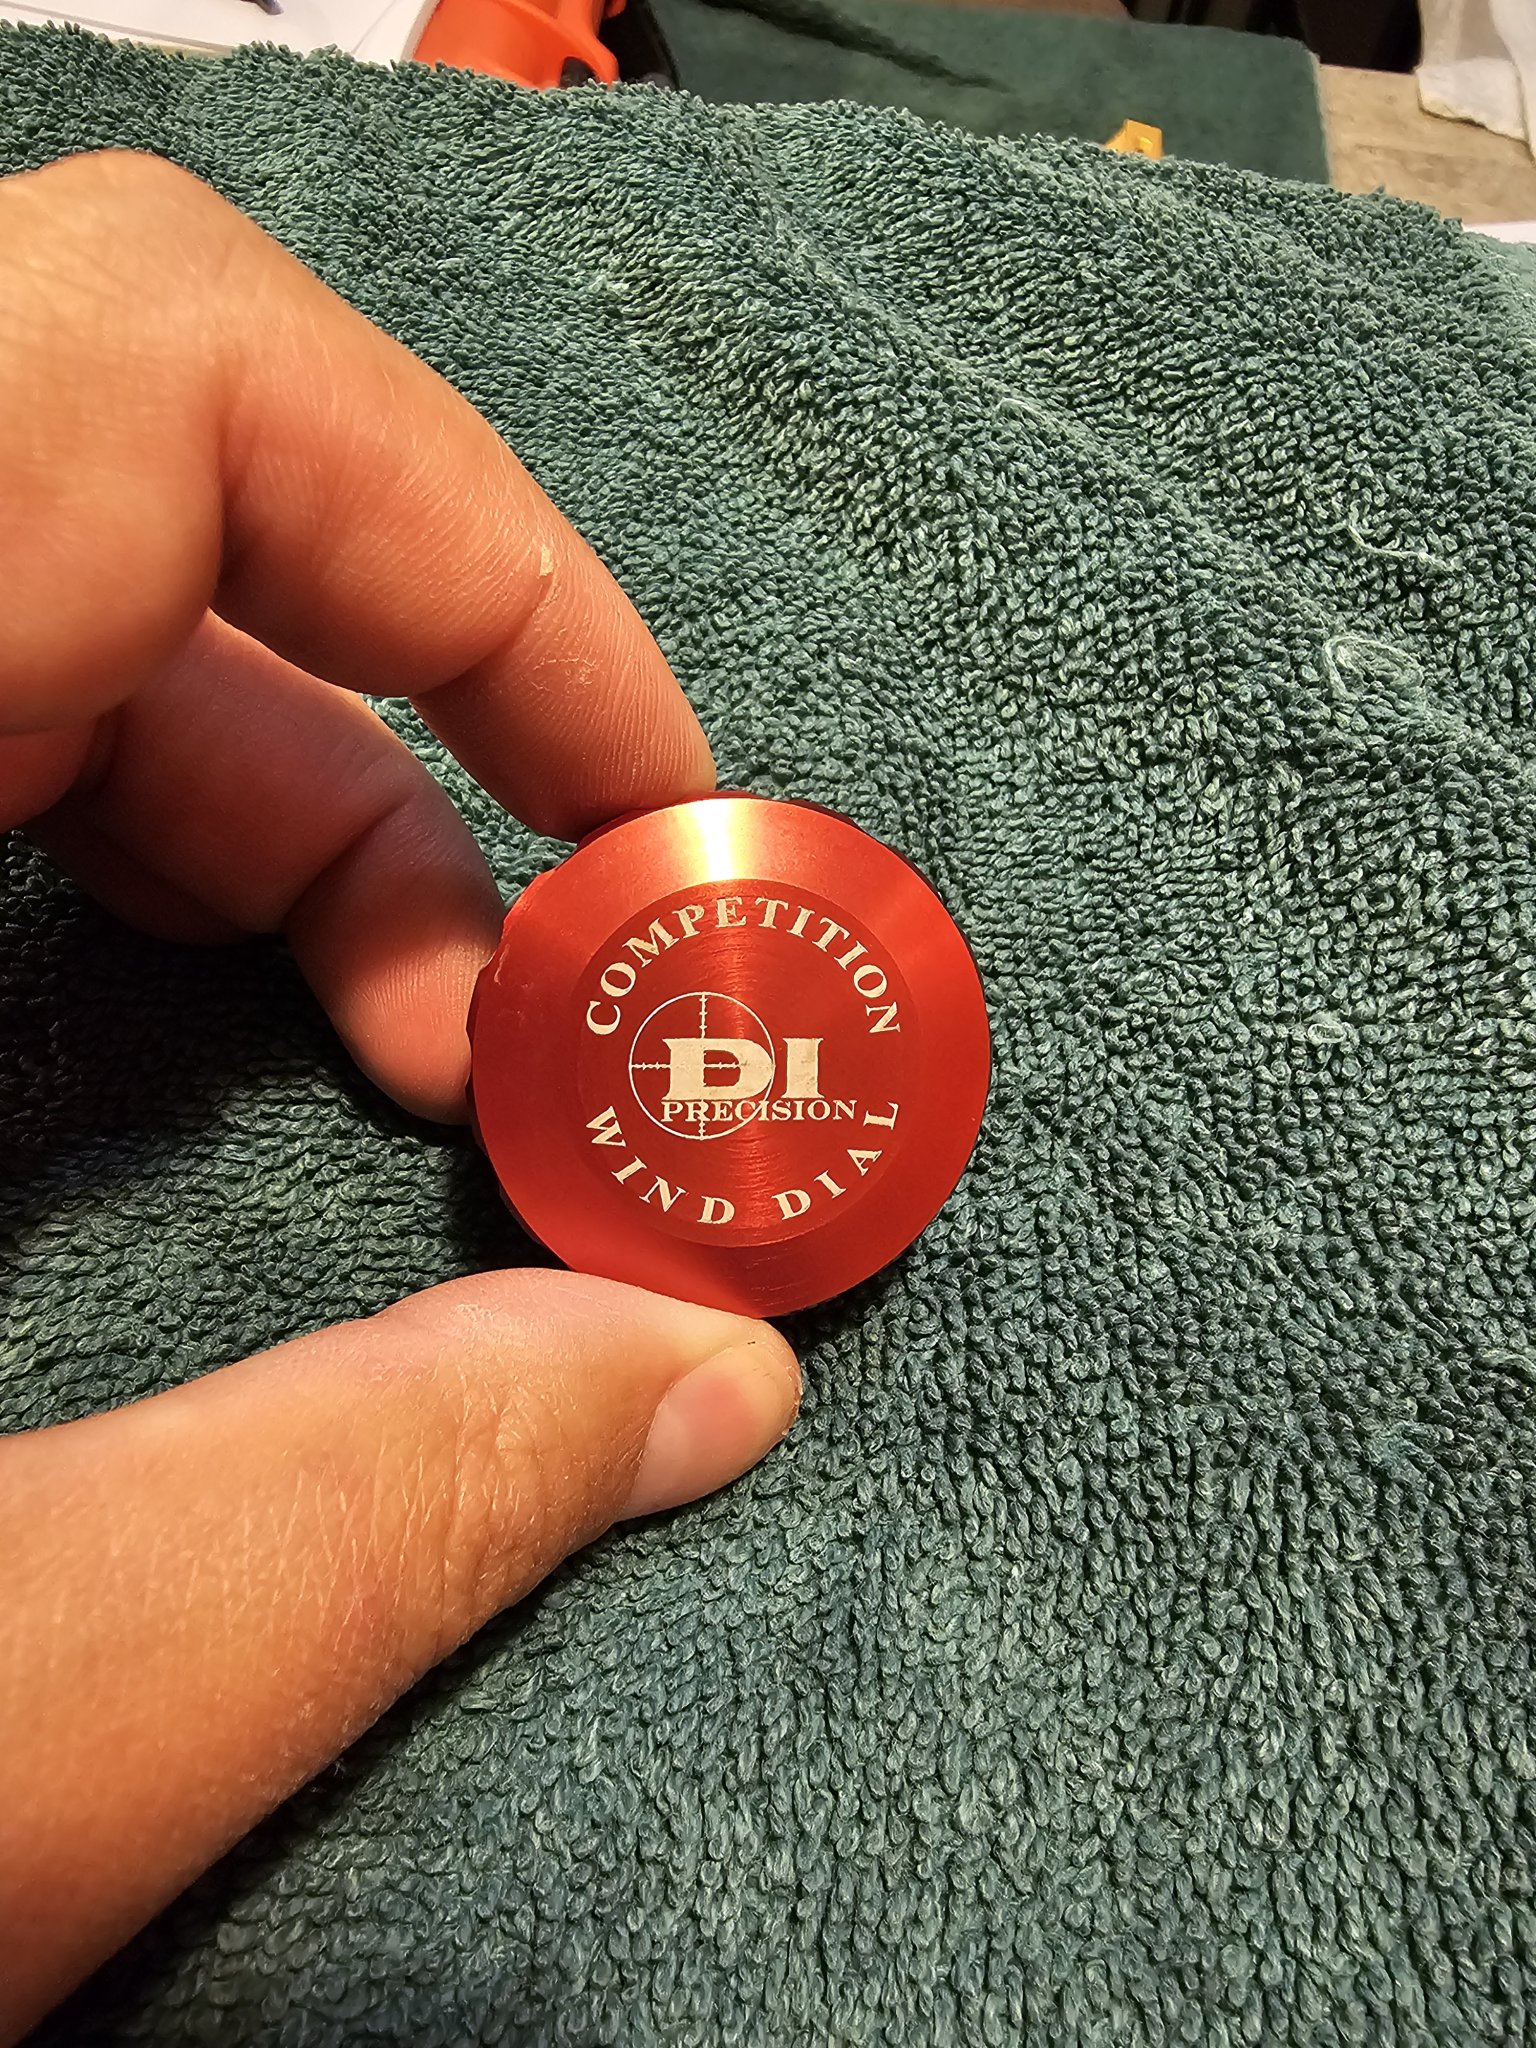 COMPETITION
DI
PRECISION
WIND DIAL